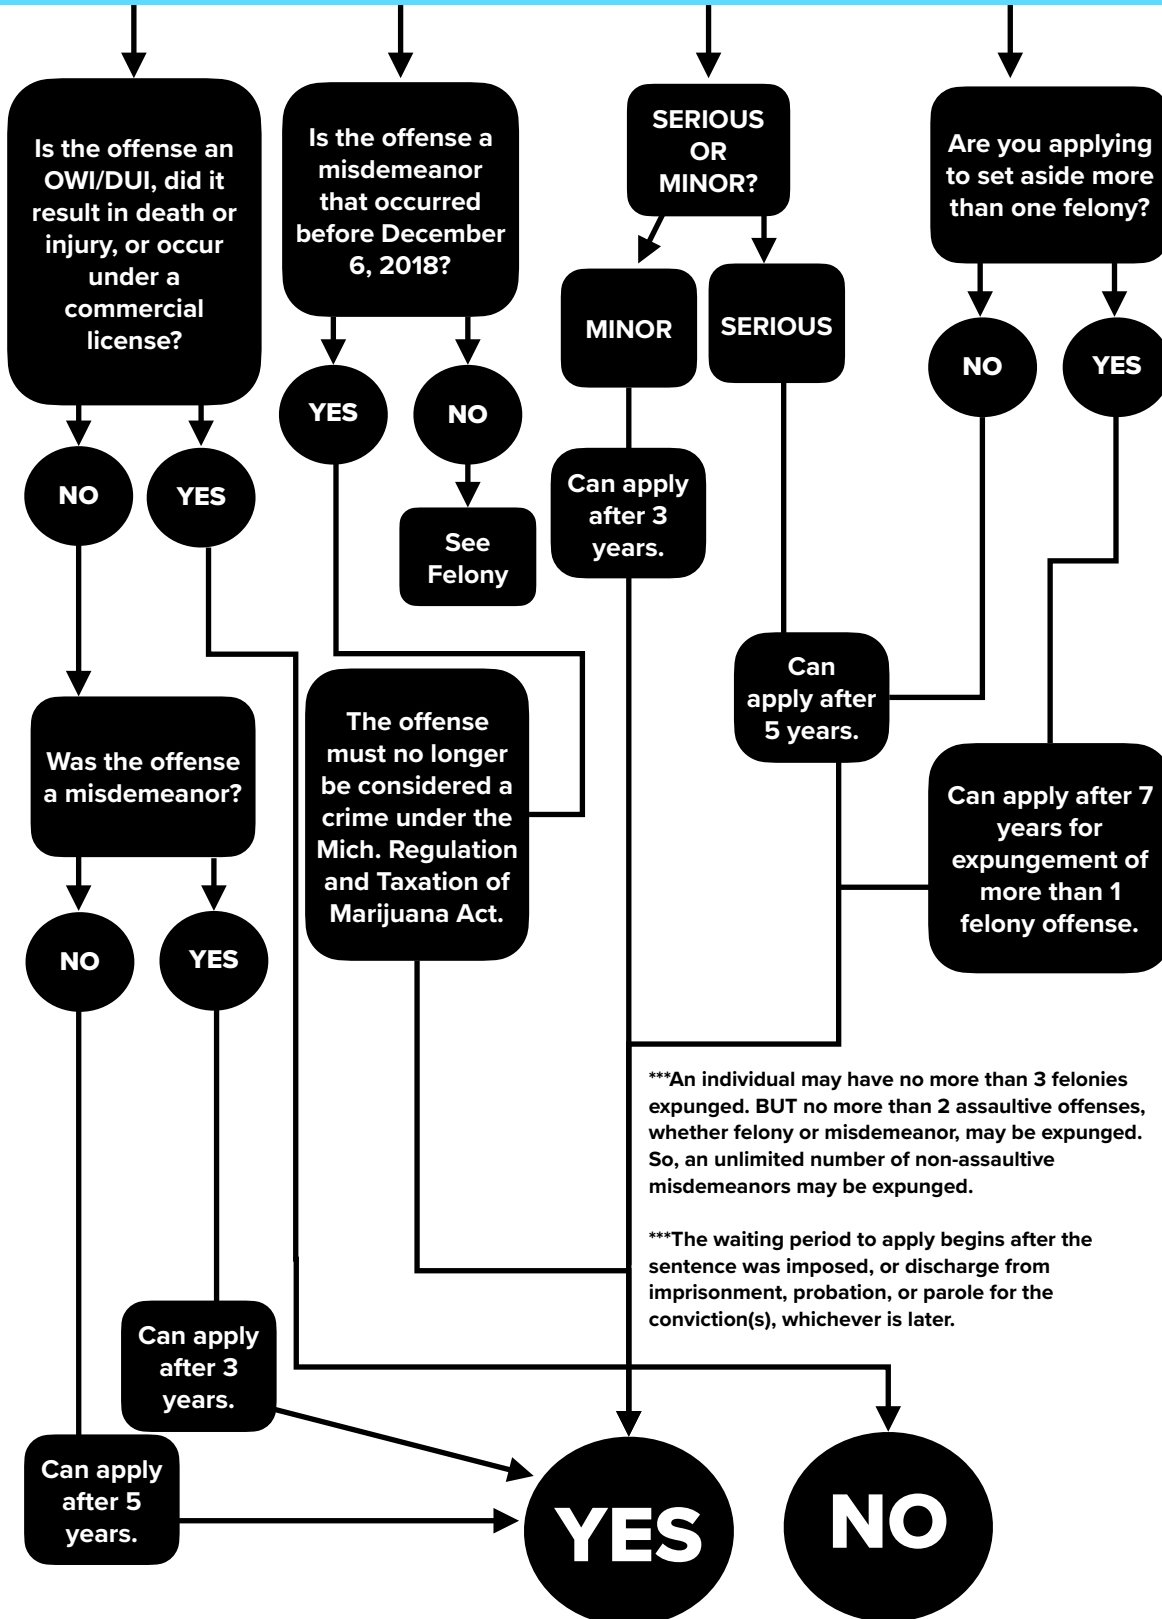 Is the offense an
OWI/DUI, did it
result in death or
injury, or occur
under a
commercial
license?
NO
YES
Was the offense
a misdemeanor?
NO
YES
Can apply
after 3
years.
Can apply
after 5
years.
Is the offense a
misdemeanor
that occurred
before December
6, 2018?
YES
NO
See
Felony
The offense
must no longer
be considered a
crime under the
Mich. Regulation
and Taxation of
Marijuana Act.
SERIOUS
OR
MINOR?
MINOR
SERIOUS
Can apply
after 3
years.
Can
apply after
5 years.
Are you applying
to set aside more
than one felony?
NO
YES
Can apply after 7
years for
expungement of
more than 1
felony offense.
***An individual may have no more than 3 felonies
expunged. BUT no more than 2 assaultive offenses,
whether felony or misdemeanor, may be expunged.
So, an unlimited number of non-assaultive
misdemeanors may be expunged.
***The waiting period to apply begins after the
sentence was imposed, or discharge from
imprisonment, probation, or parole for the
conviction(s), whichever is later.
YES
NO